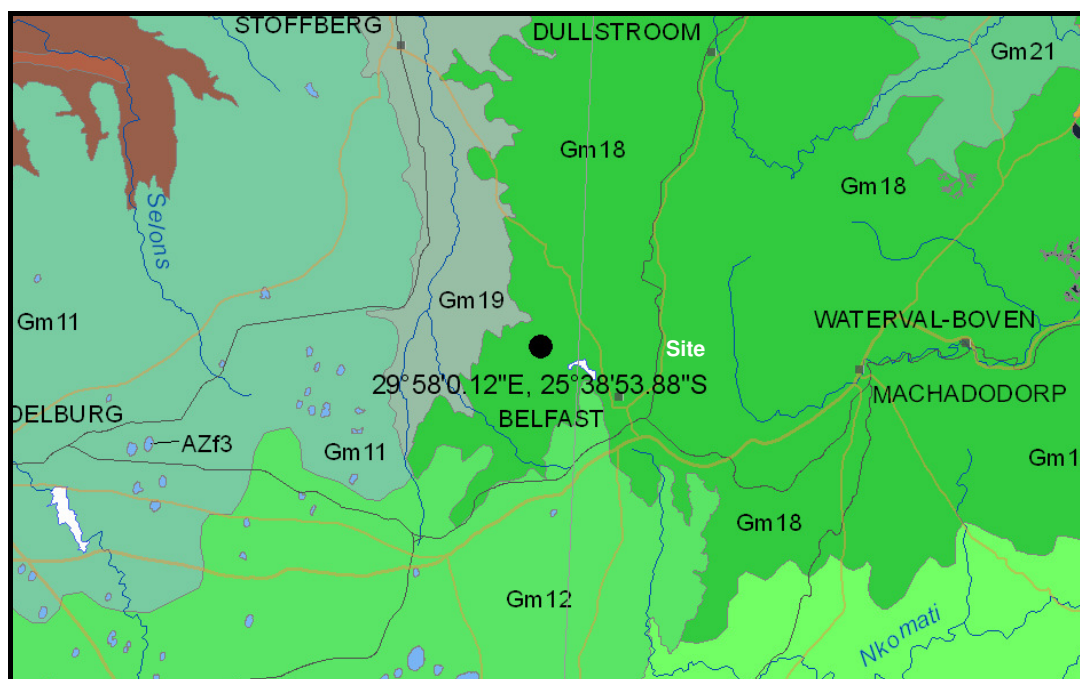 STOFFBERG
DULLSTROOM
Gm21
Gm18
Gm18
Selons
Gm19
Gm11
WATERVAL-BOVEN
Site
29°58'0.12"E, 25°38'53.88"S
MACHADODORP
DELBURG
BELFAST
AZf3
Gm11
Gm1
Gm18
Gm12
Nkomati